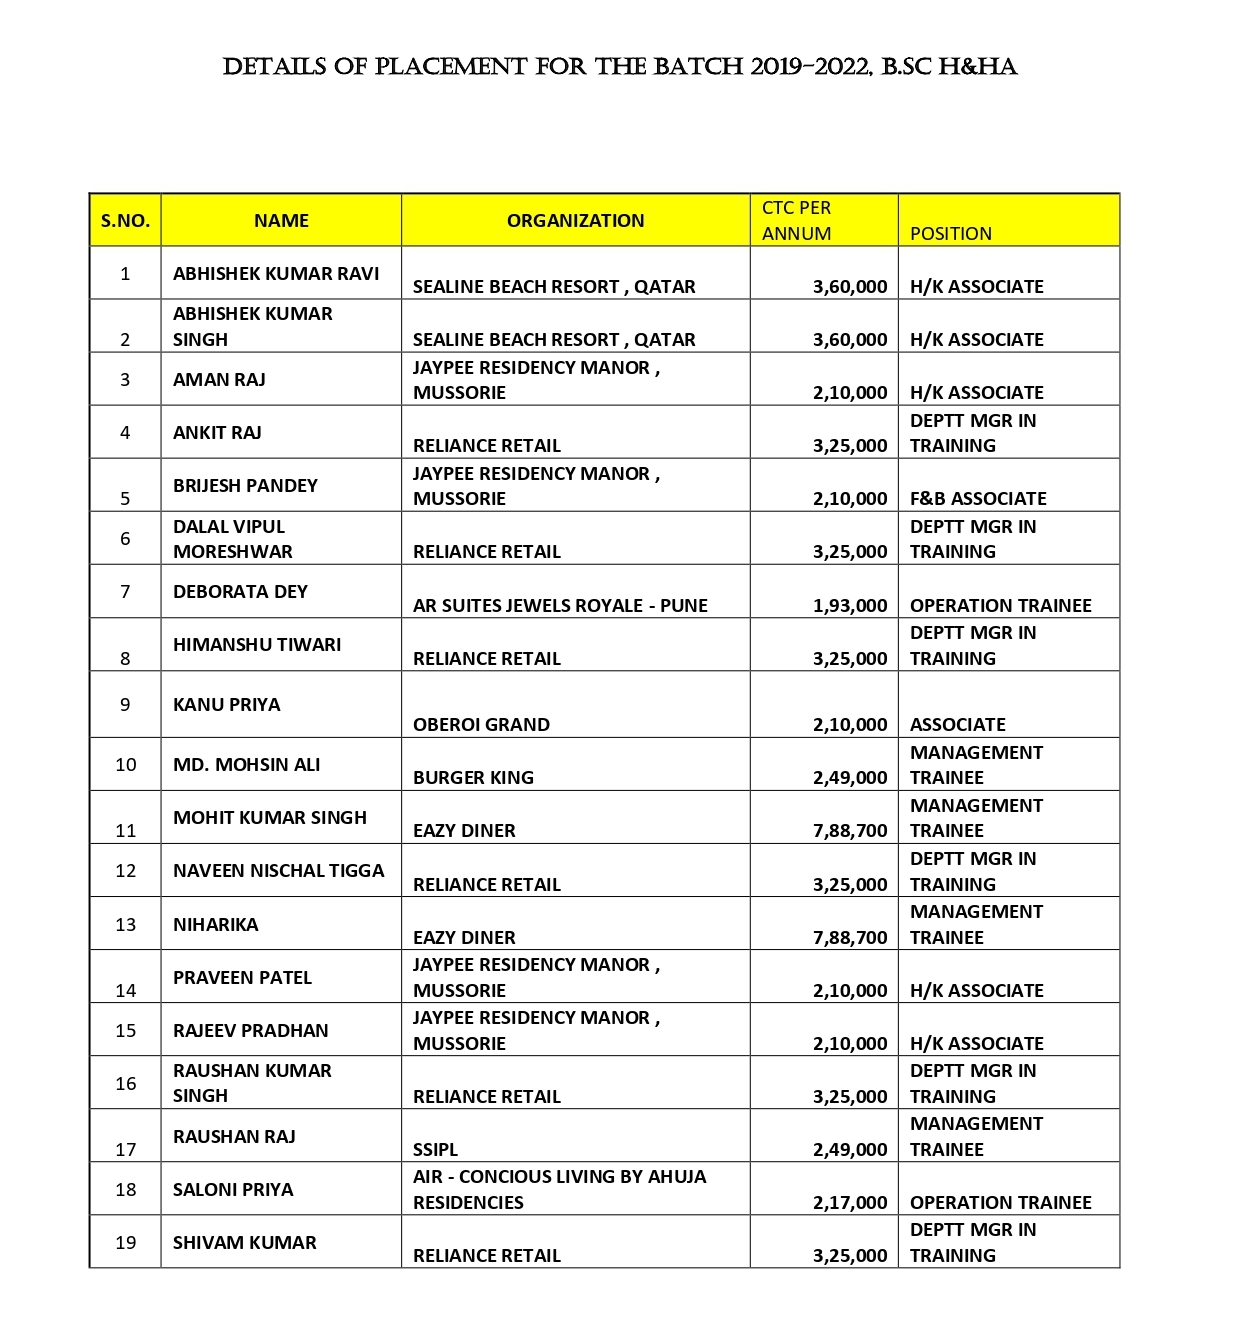 DETAILS OF PLACEMENT FOR THE BATCH 2019-2022, B.SC H&HA
S.NO. NAME ORGANIZATION CTC PER ANNUM POSITION
1 ABHISHEK KUMAR RAVI SEALINE BEACH RESORT , QATAR 3,60,000 H/K ASSOCIATE
2 ABHISHEK KUMAR SINGH SEALINE BEACH RESORT , QATAR 3,60,000 H/K ASSOCIATE
3 AMAN RAJ JAYPEE RESIDENCY MANOR , MUSSORIE 2,10,000 H/K ASSOCIATE
4 ANKIT RAJ RELIANCE RETAIL 3,25,000 DEPTT MGR IN TRAINING
5 BRIJESH PANDEY JAYPEE RESIDENCY MANOR , MUSSORIE 2,10,000 F&B ASSOCIATE
6 DALAL VIPUL MORESHWAR RELIANCE RETAIL 3,25,000 DEPTT MGR IN TRAINING
7 DEBORATA DEY AR SUITES JEWELS ROYALE - PUNE 1,93,000 OPERATION TRAINEE
8 HIMANSHU TIWARI RELIANCE RETAIL 3,25,000 DEPTT MGR IN TRAINING
9 KANU PRIYA OBEROI GRAND 2,10,000 ASSOCIATE
10 MD. MOHSIN ALI BURGER KING 2,49,000 MANAGEMENT TRAINEE
11 MOHIT KUMAR SINGH EAZY DINER 7,88,700 MANAGEMENT TRAINEE
12 NAVEEN NISCHAL TIGGA RELIANCE RETAIL 3,25,000 DEPTT MGR IN TRAINING
13 NIHARIKA EAZY DINER 7,88,700 MANAGEMENT TRAINEE
14 PRAVEEN PATEL JAYPEE RESIDENCY MANOR , MUSSORIE 2,10,000 H/K ASSOCIATE
15 RAJEEV PRADHAN JAYPEE RESIDENCY MANOR , MUSSORIE 2,10,000 H/K ASSOCIATE
16 RAUSHAN KUMAR SINGH RELIANCE RETAIL 3,25,000 DEPTT MGR IN TRAINING
17 RAUSHAN RAJ SSIPL 2,49,000 MANAGEMENT TRAINEE
18 SALONI PRIYA AIR - CONCIOUS LIVING BY AHUJA RESIDENCIES 2,17,000 OPERATION TRAINEE
19 SHIVAM KUMAR RELIANCE RETAIL 3,25,000 DEPTT MGR IN TRAINING